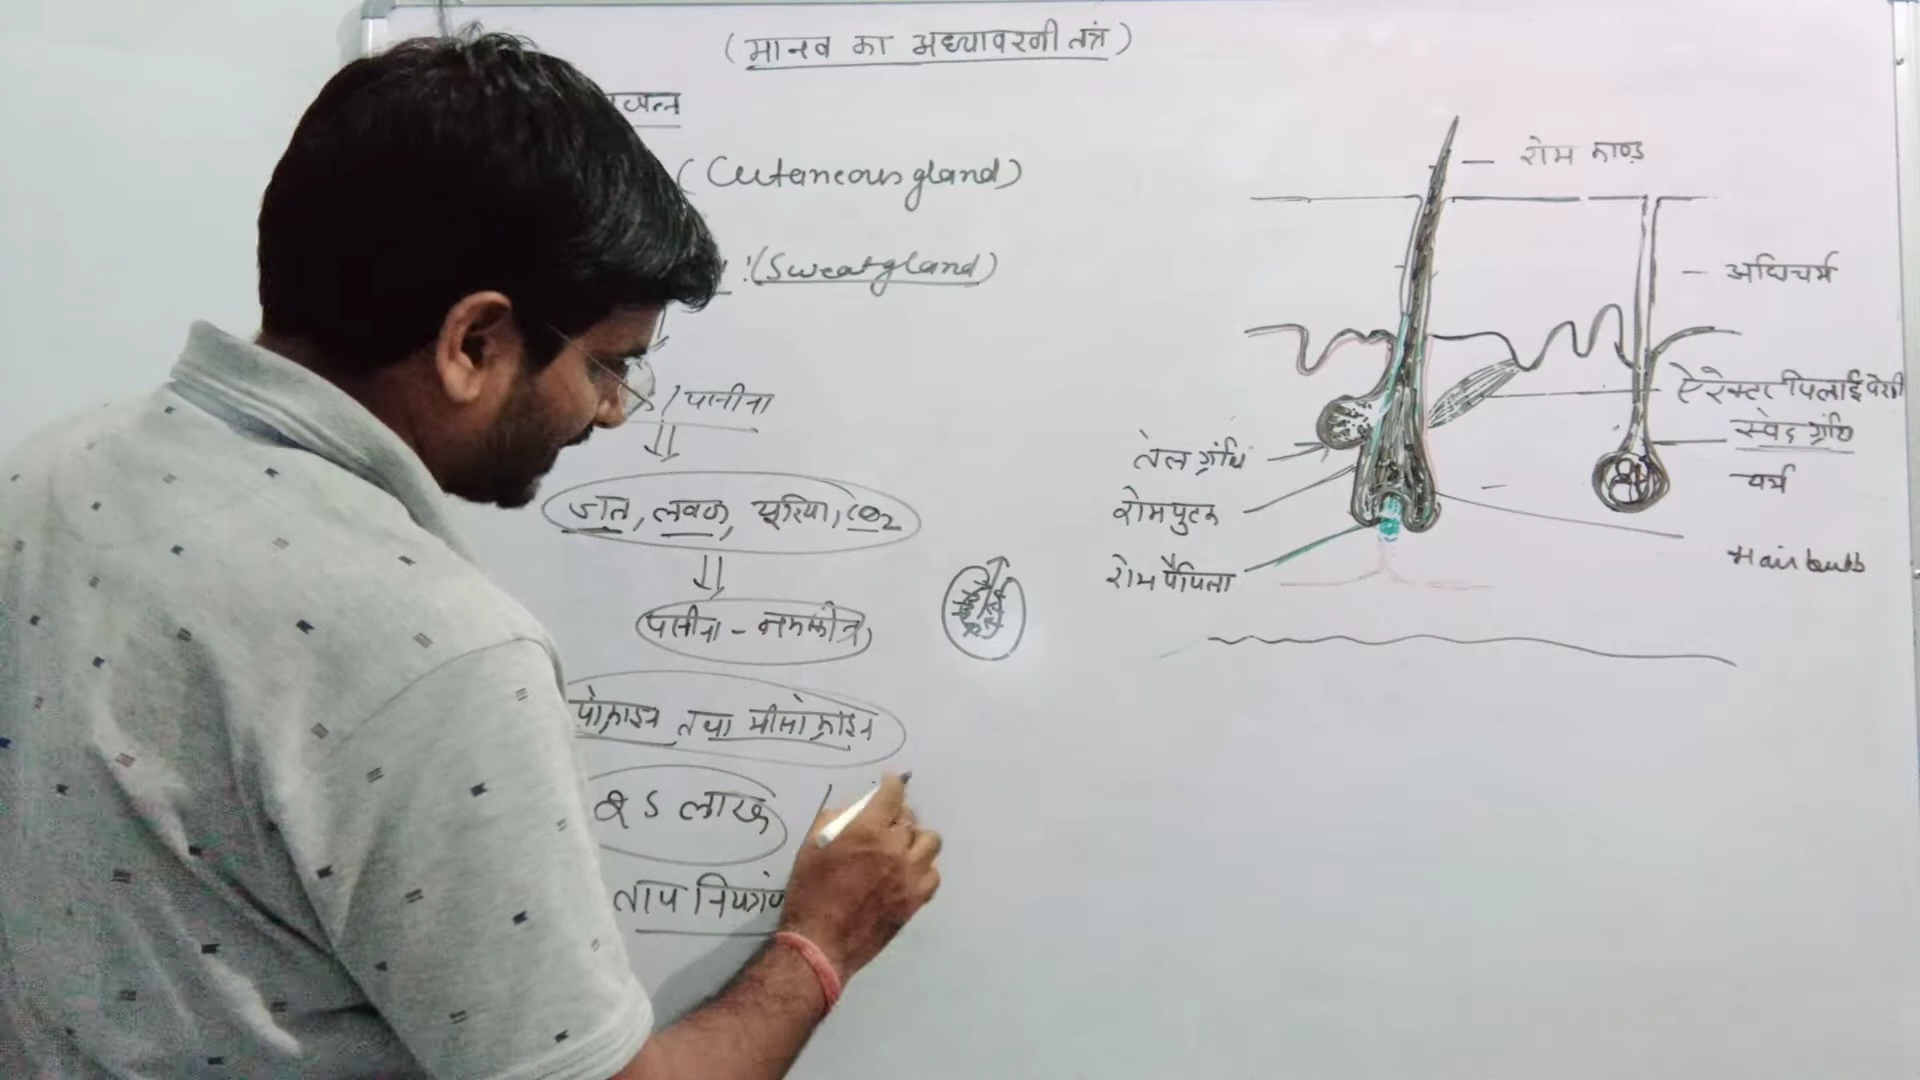 (मानव का अध्यावरणी तंत्र)
(Cutaneous gland)
:(Sweatgland)
/पसीना
जल, लवण, यूरिया, CO2
पसीना - नमकीन
तथा मीसोक्राइन
25 लाख
ताप नियंत्रण
रोम काण्ड
अधिचर्म
ऐरेक्टर पिलाई पेशी
स्वेद ग्रंथि
चर्म
Hair bulb
तेल ग्रंथि
रोमपुटक
रोम पैपिला